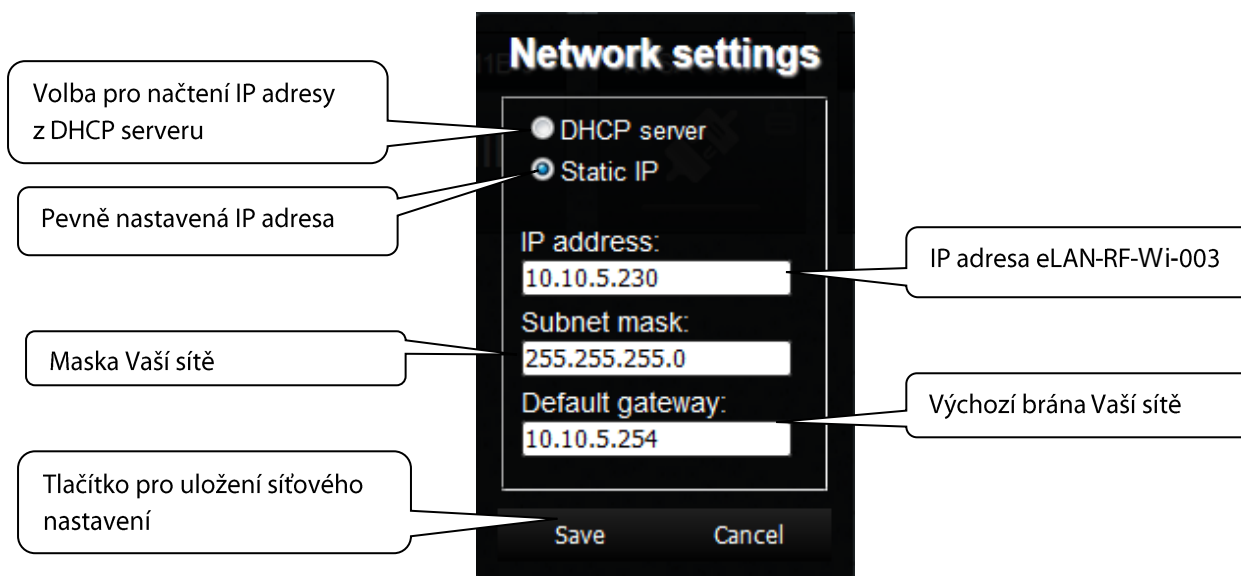 Network settings
Volba pro načtení IP adresy
z DHCP serveru
DHCP server
Static IP
Pevně nastavená IP adresa
IP address:
10.10.5.230
IP adresa eLAN-RF-Wi-003
Subnet mask:
255.255.255.0
Maska Vaší sítě
Default gateway:
10.10.5.254
Výchozí brána Vaší sítě
Tlačítko pro uložení síťového
nastavení
Save
Cancel